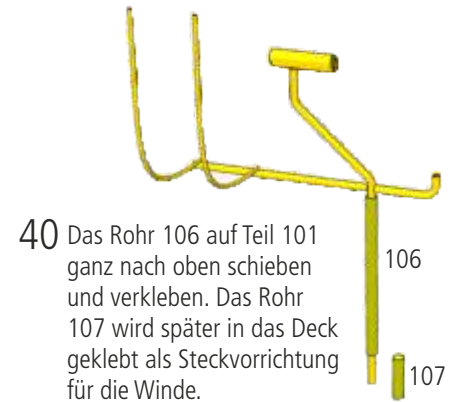 40 Das Rohr 106 auf Teil 101
ganz nach oben schieben
und verkleben. Das Rohr
107 wird später in das Deck
geklebt als Steckvorrichtung
für die Winde.
106
107